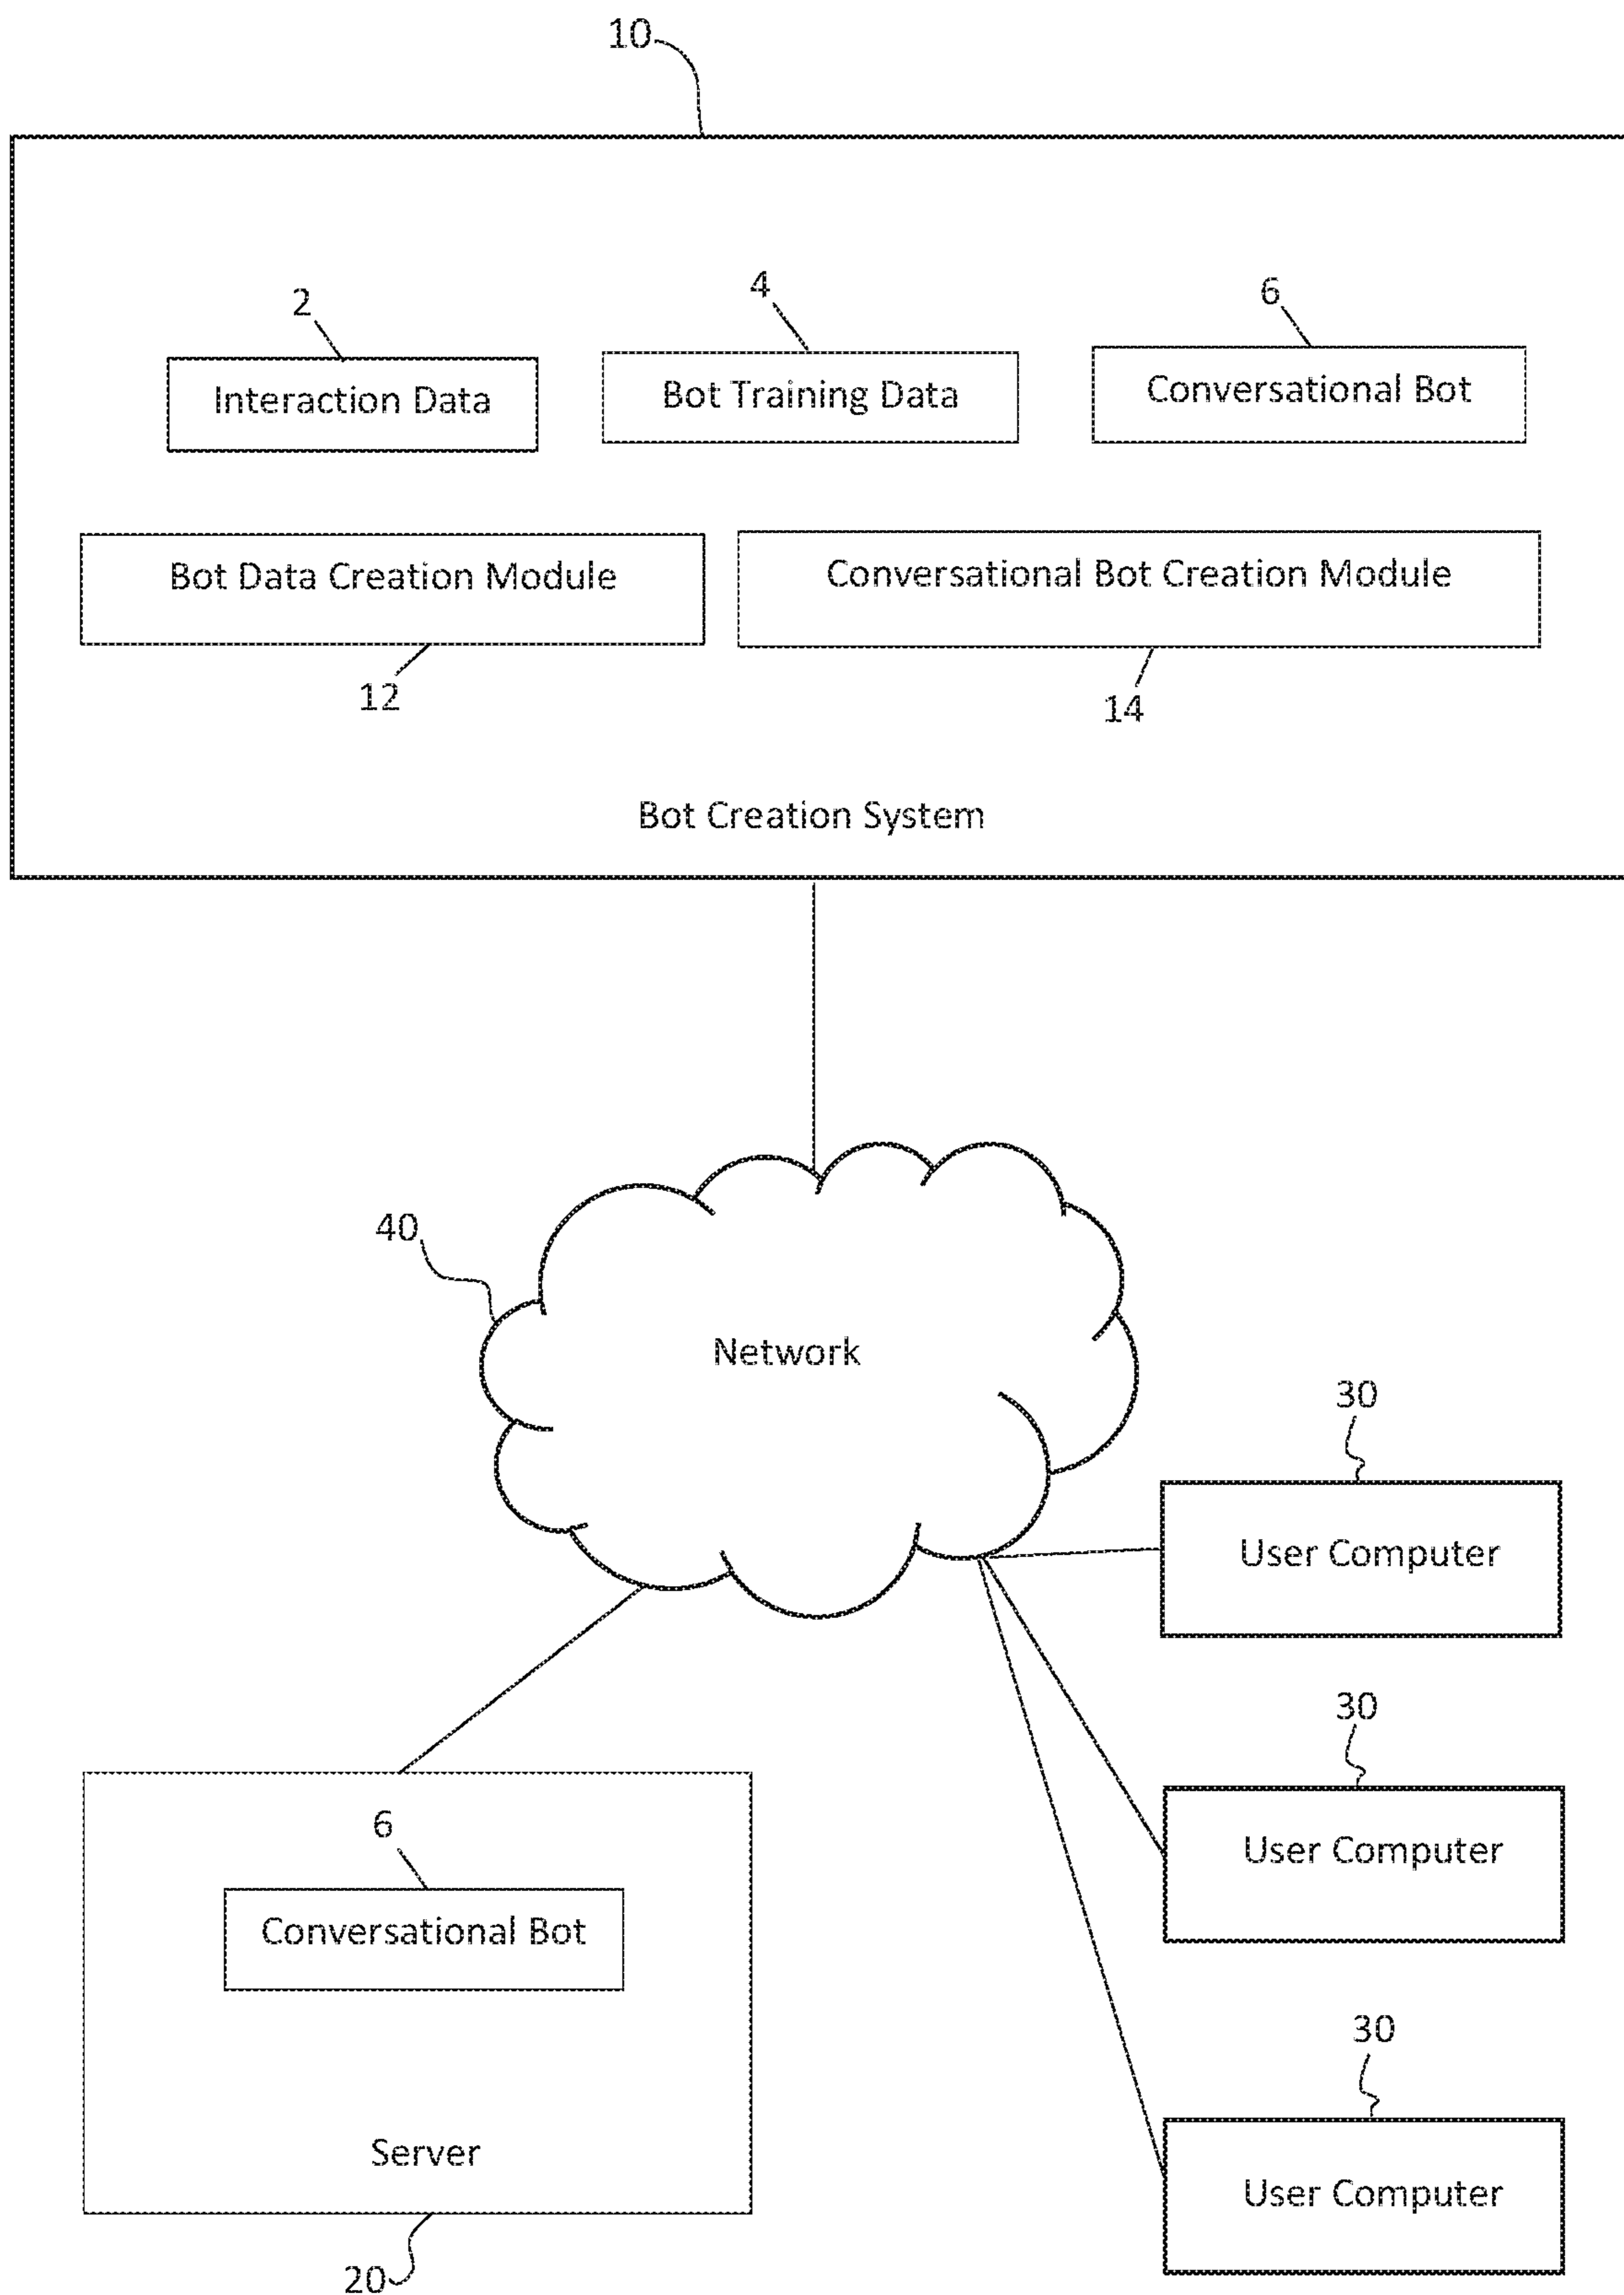 10
2
4
6
Interaction Data
Bot Training Data
Conversational Bot
Bot Data Creation Module
Conversational Bot Creation Module
12
14
Bot Creation System
40
Network
30
User Computer
30
User Computer
6
Conversational Bot
Server
20
30
User Computer